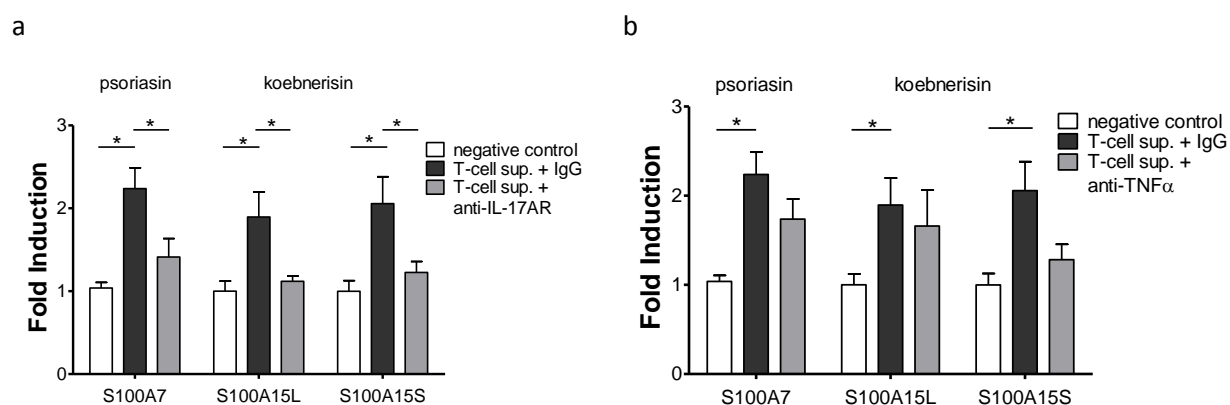 a
psoriasin koebnerisin
* * * * * *
3
2
1
0
Fold Induction
negative control
T-cell sup. + IgG
T-cell sup. +
anti-IL-17AR
S100A7 S100A15L S100A15S
b
psoriasin koebnerisin
* * *
3
2
1
0
Fold Induction
negative control
T-cell sup. + IgG
T-cell sup. +
anti-TNFα
S100A7 S100A15L S100A15S